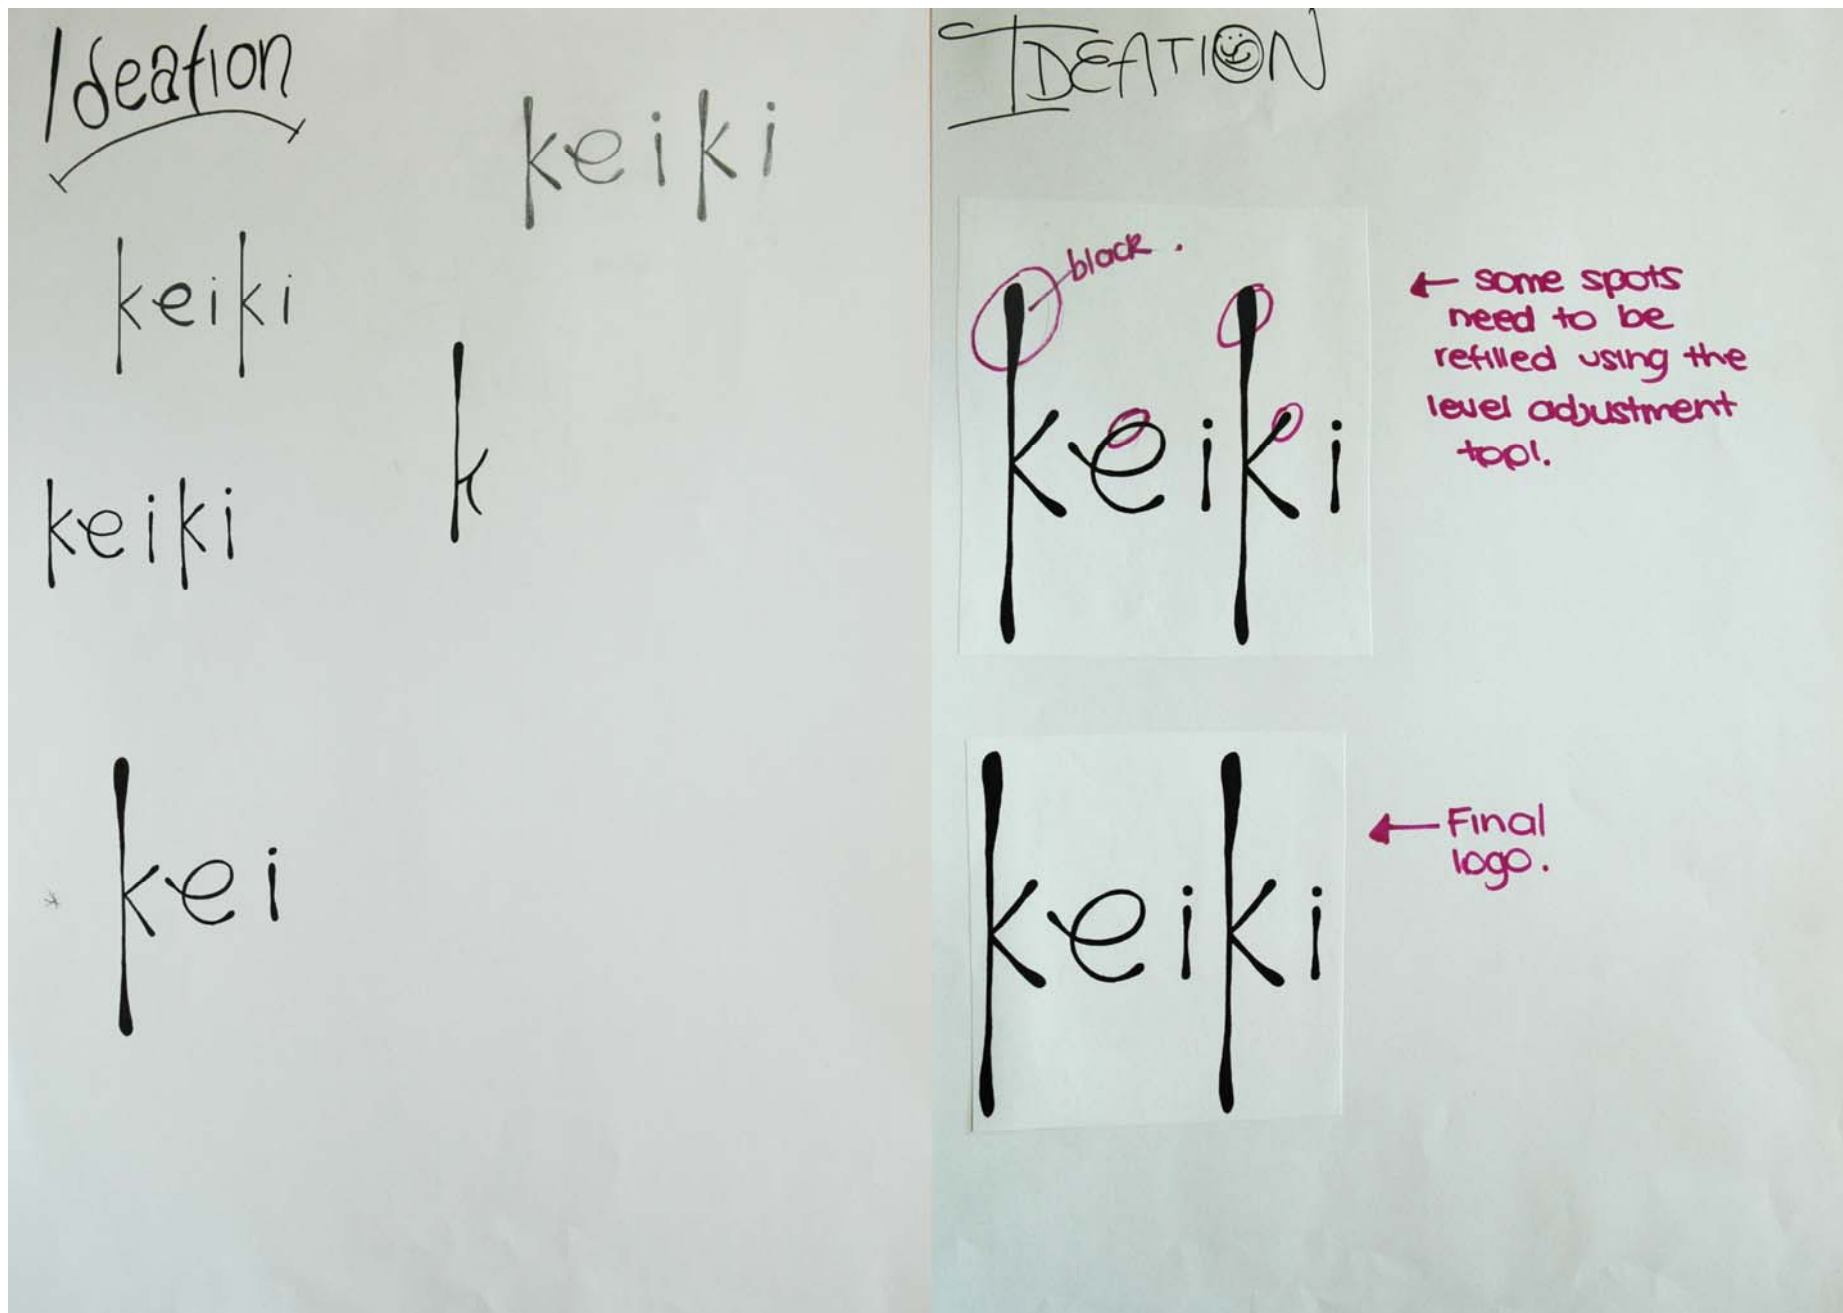 Ideation
keiki
keiki
k
keiki
kei
IDEATION
black.
keiki
← some spots
need to be
refilled using the
level adjustment
tool.
keiki
← Final
logo.